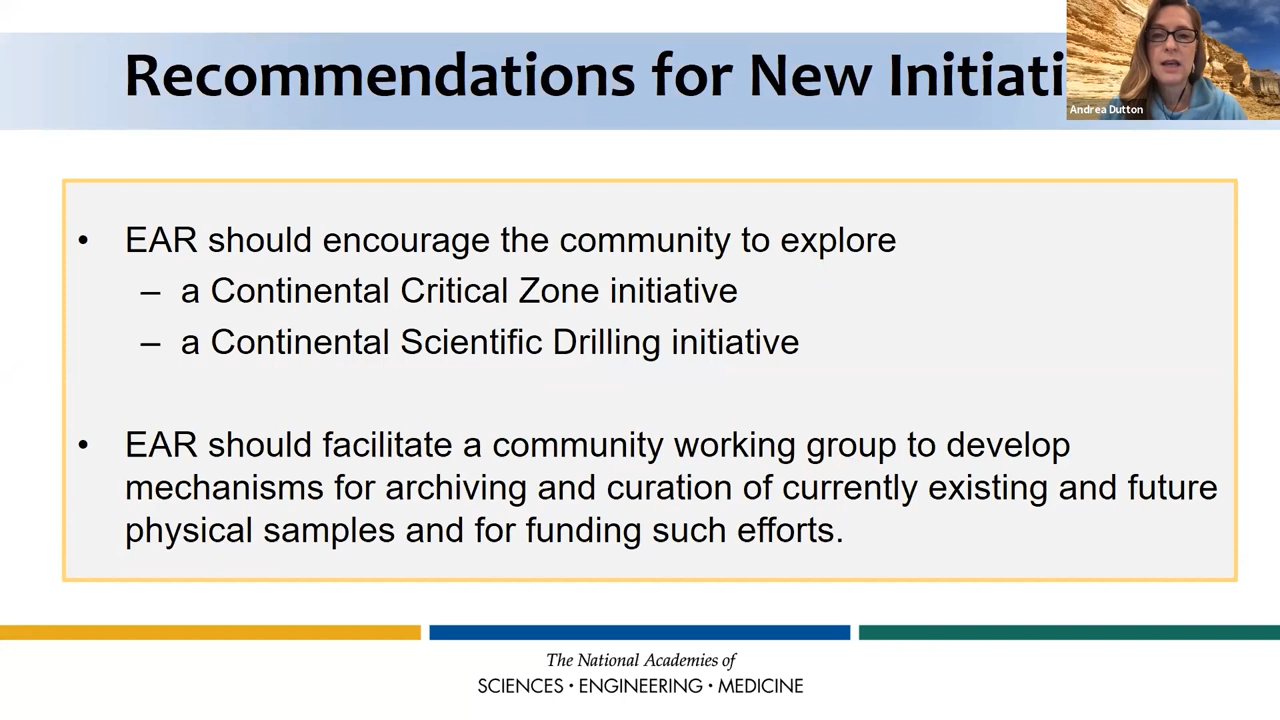 Recommendations for New Initiati
Andrea Dutton
• EAR should encourage the community to explore
– a Continental Critical Zone initiative
– a Continental Scientific Drilling initiative
• EAR should facilitate a community working group to develop
mechanisms for archiving and curation of currently existing and future
physical samples and for funding such efforts.
The National Academies of
SCIENCES • ENGINEERING • MEDICINE